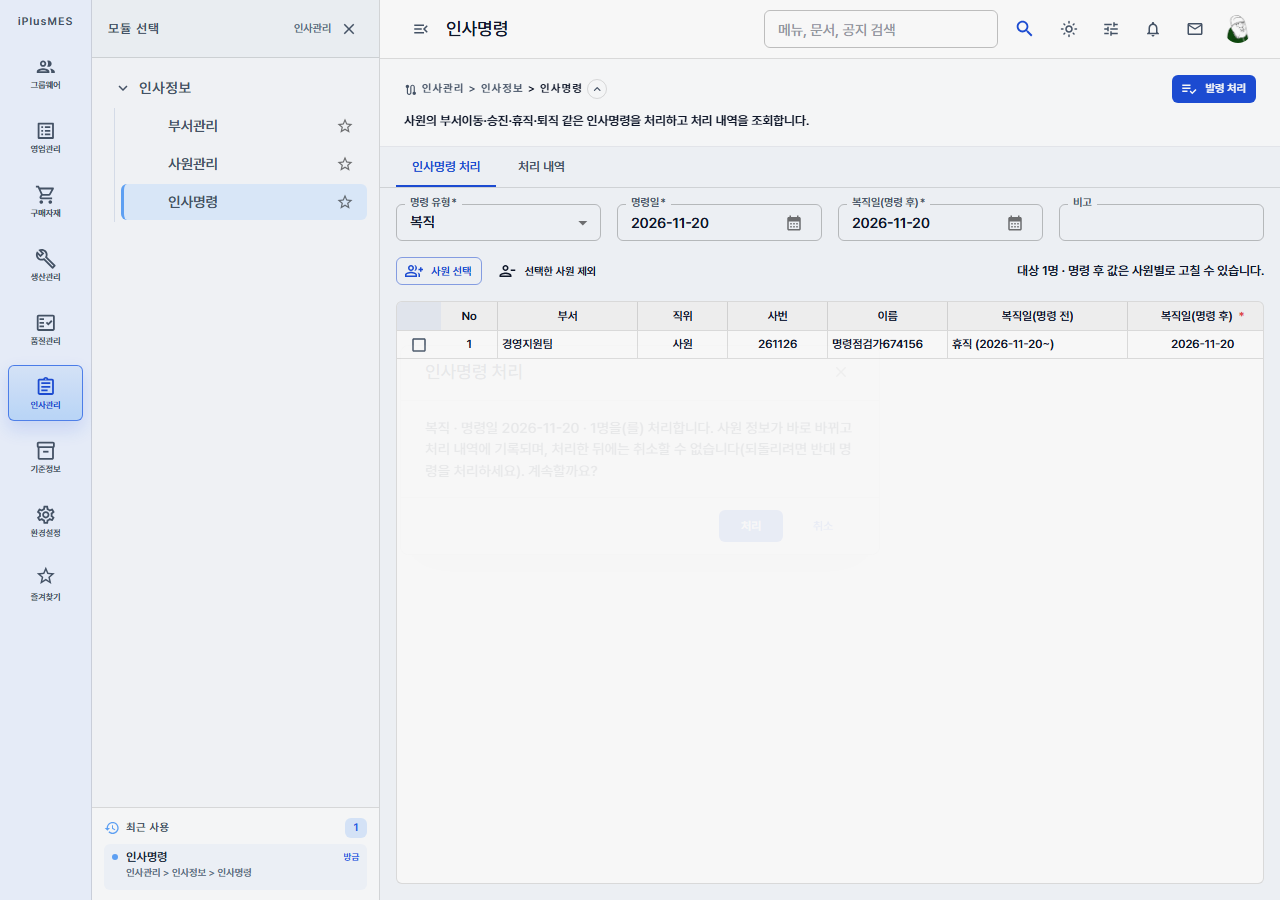 iPlusMES
모듈 선택
인사관리
인사명령
메뉴, 문서, 공지 검색
그룹웨어
영업관리
구매자재
생산관리
품질관리
인사관리
기준정보
환경설정
즐겨찾기
인사정보
부서관리
사원관리
인사명령
최근 사용
1
인사명령
방금
인사관리 > 인사정보 > 인사명령
인사관리 > 인사정보 > 인사명령
발령 처리
사원의 부서이동·승진·휴직·퇴직 같은 인사명령을 처리하고 처리 내역을 조회합니다.
인사명령 처리
처리 내역
명령 유형*
복직
명령일*
2026-11-20
복직일(명령 후)*
2026-11-20
비고
사원 선택
선택한 사원 제외
대상 1명 · 명령 후 값은 사원별로 고칠 수 있습니다.
No 부서 직위 사번 이름 복직일(명령 전) 복직일(명령 후) *
1 경영지원팀 사원 261126 명령점검가674156 휴직 (2026-11-20~) 2026-11-20
인사명령 처리
복직 · 명령일 2026-11-20 · 1명을(를) 처리합니다. 사원 정보가 바로 바뀌고
처리 내역에 기록되며, 처리한 뒤에는 취소할 수 없습니다(되돌리려면 반대 명
령을 처리하세요). 계속할까요?
처리
취소